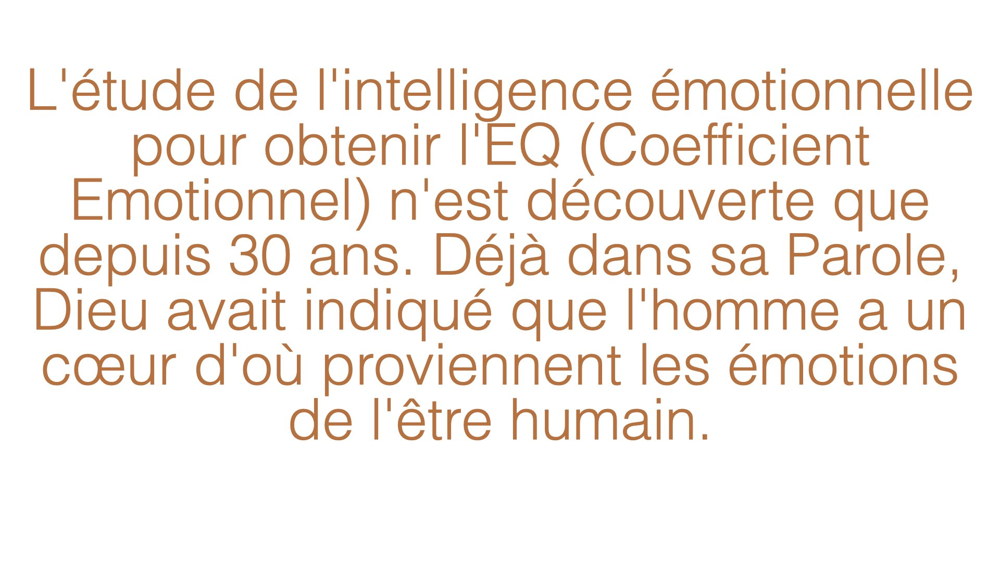 L'étude de l'intelligence émotionnelle
pour obtenir l'EQ (Coefficient
Emotionnel) n'est découverte que
depuis 30 ans. Déjà dans sa Parole,
Dieu avait indiqué que l'homme a un
cœur d'où proviennent les émotions
de l'être humain.